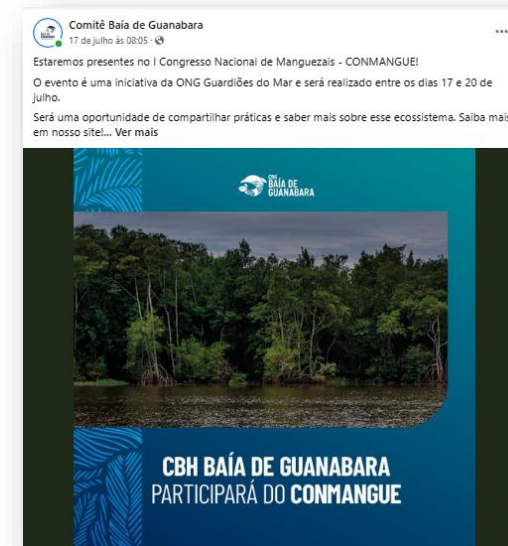 Comitê Baía de Guanabara
17 de julho às 08:05 ·
Estaremos presentes no I Congresso Nacional de Manguezais - CONMANGUE!
O evento é uma iniciativa da ONG Guardiões do Mar e será realizado entre os dias 17 e 20 de
julho.
Será uma oportunidade de compartilhar práticas e saber mais sobre esse ecossistema. Saiba mais
em nosso site!... Ver mais
CBH
BAÍA DE
GUANABARA
CBH BAÍA DE GUANABARA
PARTICIPARÁ DO CONMANGUE